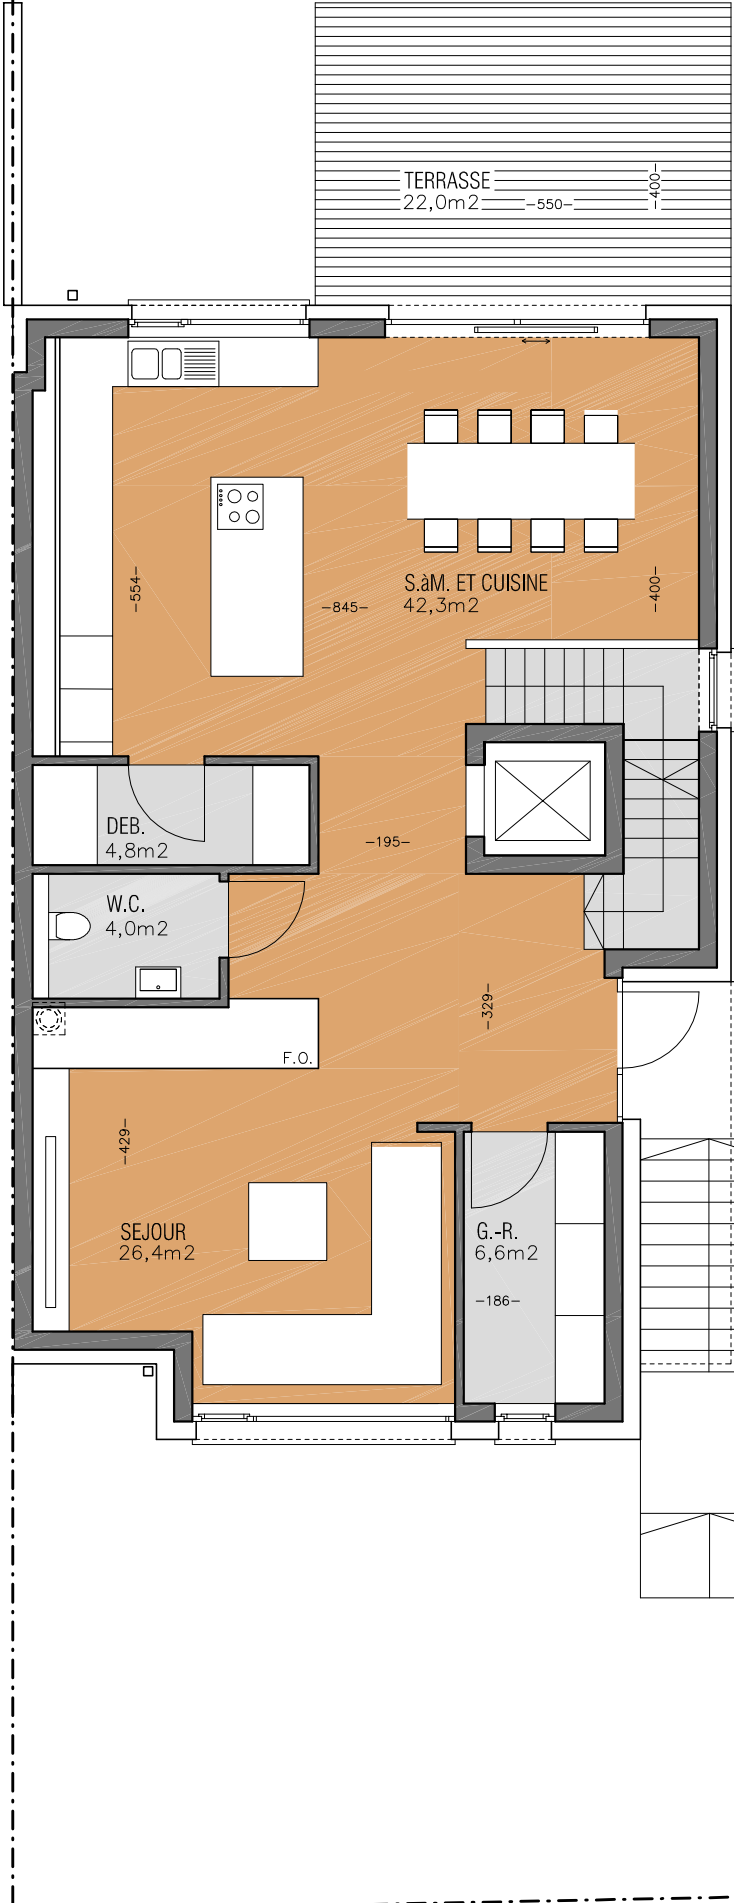 TERRASSE
22,0m2
-550-
-400-
S.àM. ET CUISINE
42,3m2
-554-
-845-
-400-
DEB.
4,8m2
-195-
W.C.
4,0m2
-329-
F.O.
-429-
SEJOUR
26,4m2
G.-R.
6,6m2
-186-